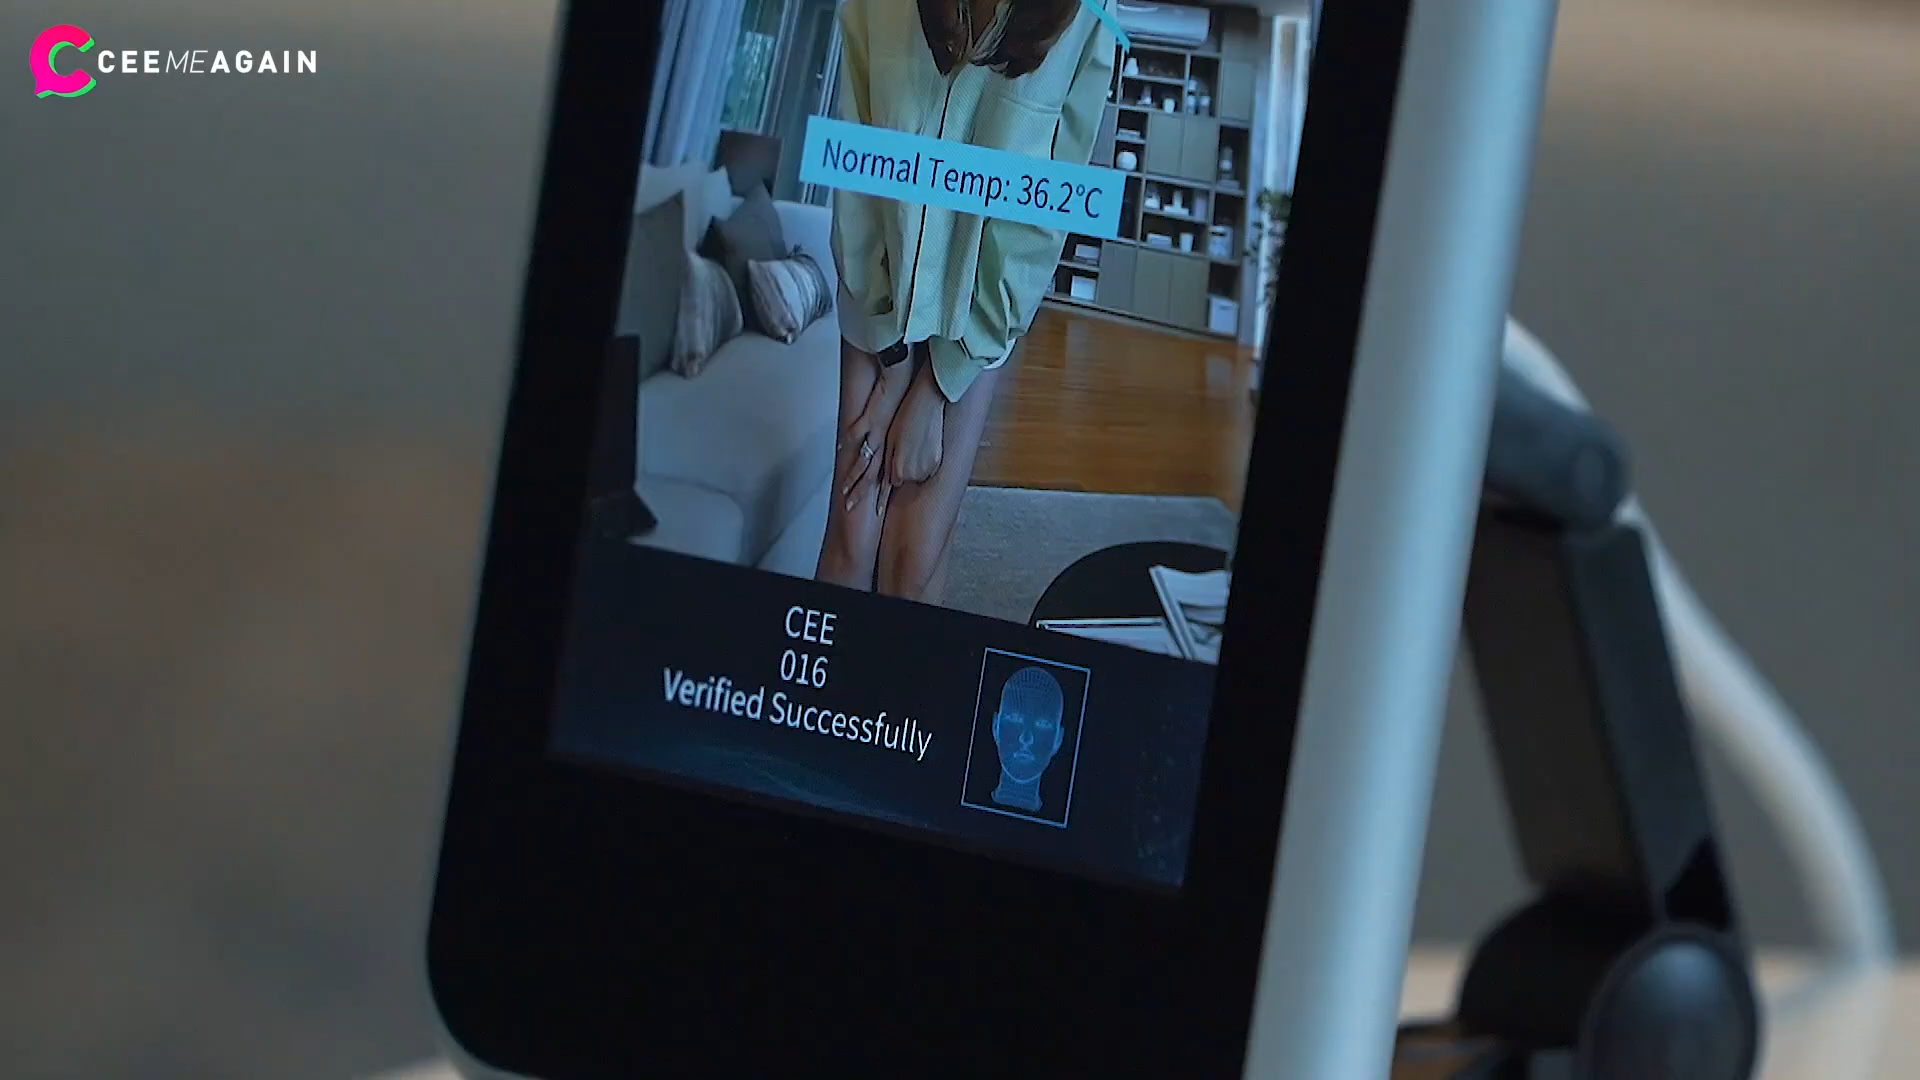 CEEMEAGAIN
Normal Temp: 36.2°C
CEE
016
Verified Successfully